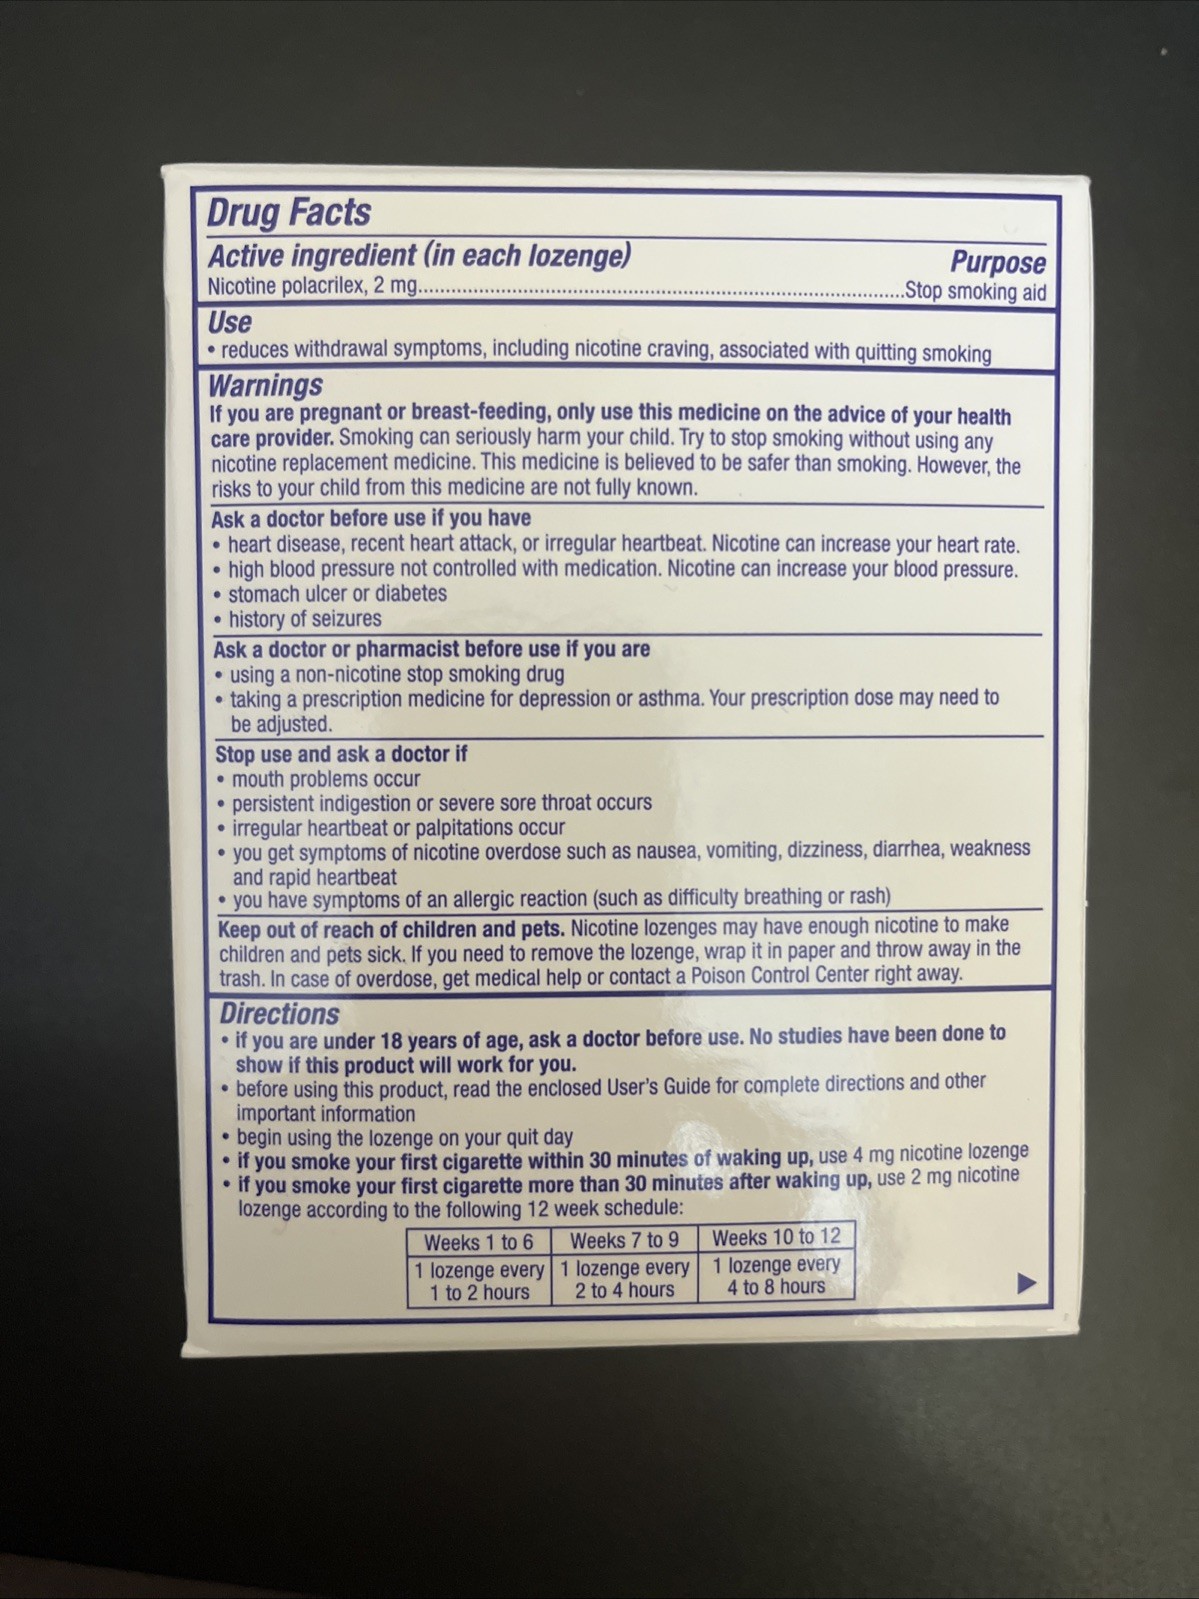 Drug Facts
Active ingredient (in each lozenge) Purpose
Nicotine polacrilex, 2 mg..........................................................................................Stop smoking aid
Use
• reduces withdrawal symptoms, including nicotine craving, associated with quitting smoking
Warnings
If you are pregnant or breast-feeding, only use this medicine on the advice of your health
care provider. Smoking can seriously harm your child. Try to stop smoking without using any
nicotine replacement medicine. This medicine is believed to be safer than smoking. However, the
risks to your child from this medicine are not fully known.
Ask a doctor before use if you have
• heart disease, recent heart attack, or irregular heartbeat. Nicotine can increase your heart rate.
• high blood pressure not controlled with medication. Nicotine can increase your blood pressure.
• stomach ulcer or diabetes
• history of seizures
Ask a doctor or pharmacist before use if you are
• using a non-nicotine stop smoking drug
• taking a prescription medicine for depression or asthma. Your prescription dose may need to
be adjusted.
Stop use and ask a doctor if
• mouth problems occur
• persistent indigestion or severe sore throat occurs
• irregular heartbeat or palpitations occur
• you get symptoms of nicotine overdose such as nausea, vomiting, dizziness, diarrhea, weakness
and rapid heartbeat
• you have symptoms of an allergic reaction (such as difficulty breathing or rash)
Keep out of reach of children and pets. Nicotine lozenges may have enough nicotine to make
children and pets sick. If you need to remove the lozenge, wrap it in paper and throw away in the
trash. In case of overdose, get medical help or contact a Poison Control Center right away.
Directions
• if you are under 18 years of age, ask a doctor before use. No studies have been done to
show if this product will work for you.
• before using this product, read the enclosed User's Guide for complete directions and other
important information
• begin using the lozenge on your quit day
• if you smoke your first cigarette within 30 minutes of waking up, use 4 mg nicotine lozenge
• if you smoke your first cigarette more than 30 minutes after waking up, use 2 mg nicotine
lozenge according to the following 12 week schedule:
Weeks 1 to 6 Weeks 7 to 9 Weeks 10 to 12
1 lozenge every 1 lozenge every 1 lozenge every
1 to 2 hours 2 to 4 hours 4 to 8 hours